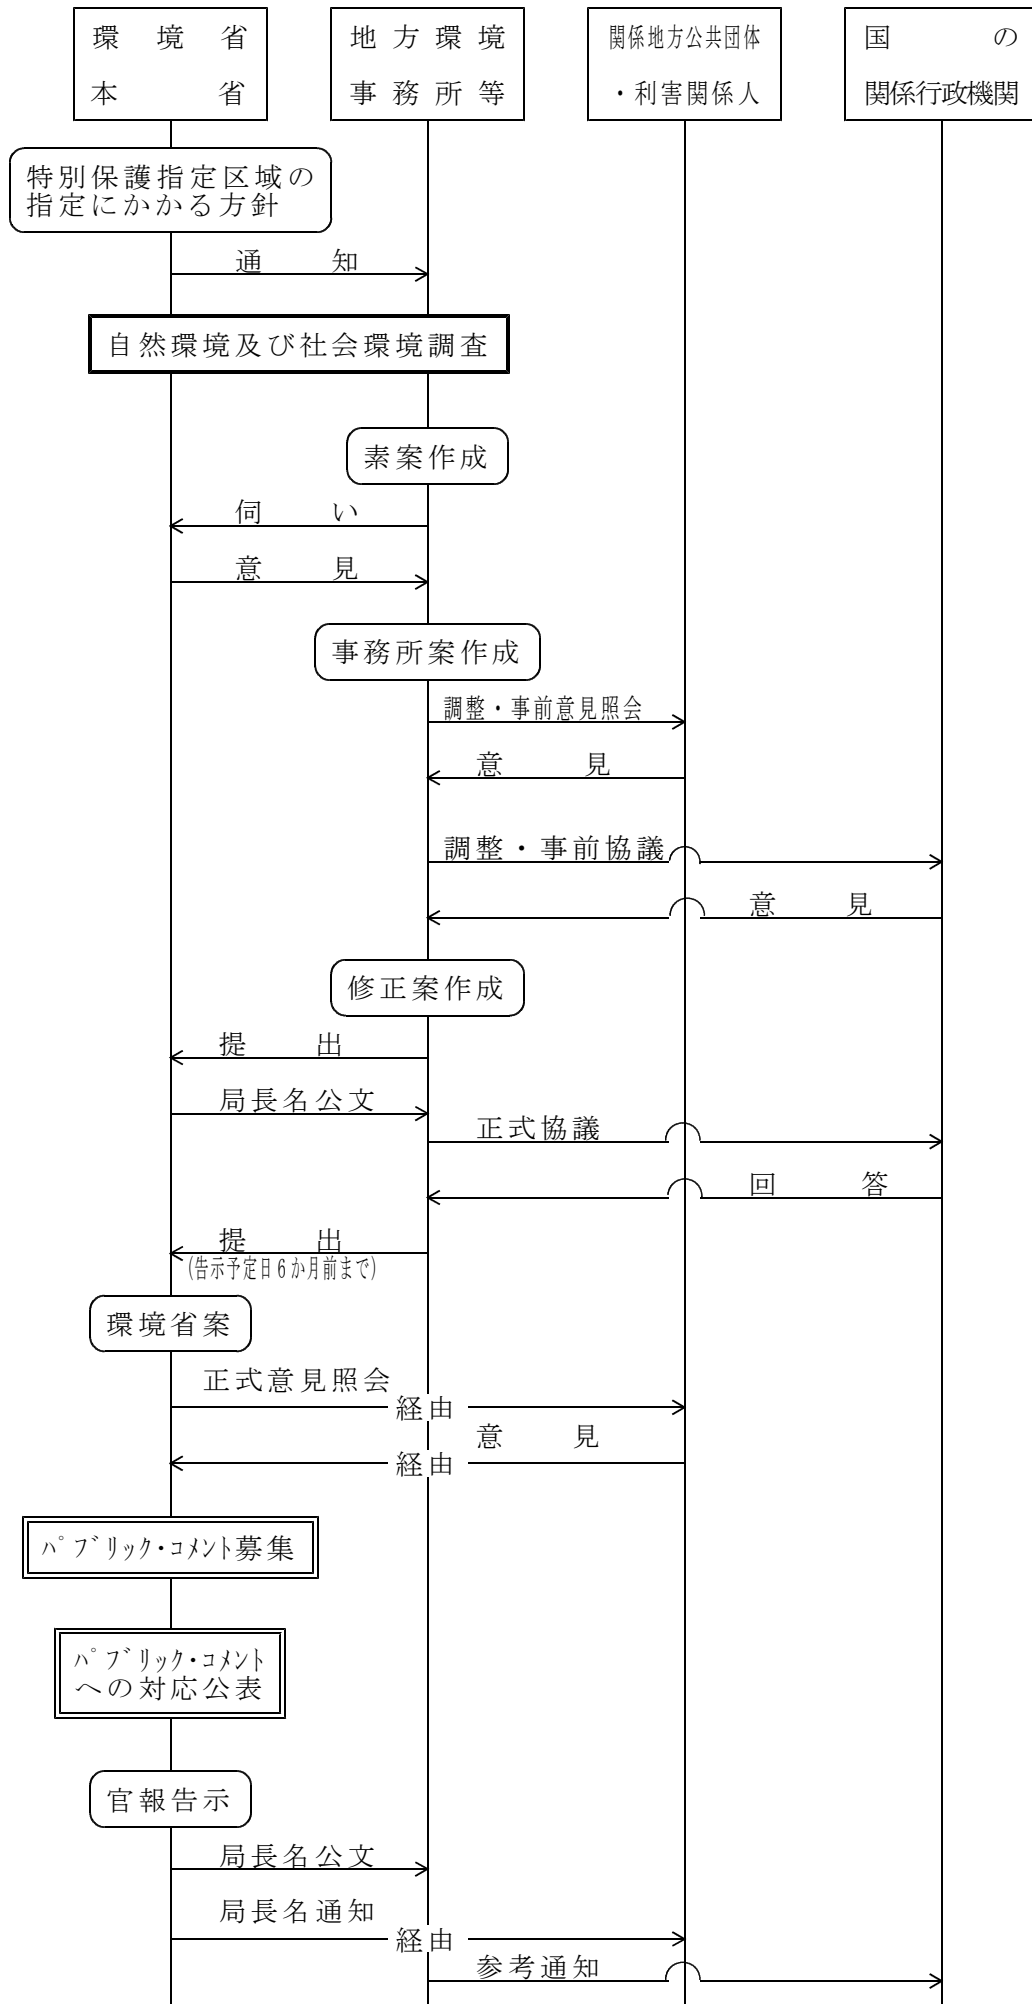 環境省
本省
地方環境
事務所等
関係地方公共団体
・利害関係人
国の
関係行政機関
特別保護指定区域の
指定にかかる方針
通知
自然環境及び社会環境調査
素案作成
伺い
意見
事務所案作成
調整・事前意見照会
意見
調整・事前協議
意見
修正案作成
提出
局長名公文
正式協議
回答
提出
(告示予定日6か月前まで)
環境省案
正式意見照会
経由
意見
経由
ﾊﾟﾌﾞﾘｯｸ・ｺﾒﾝﾄ募集
ﾊﾟﾌﾞﾘｯｸ・ｺﾒﾝﾄ
への対応公表
官報告示
局長名公文
局長名通知
経由
参考通知